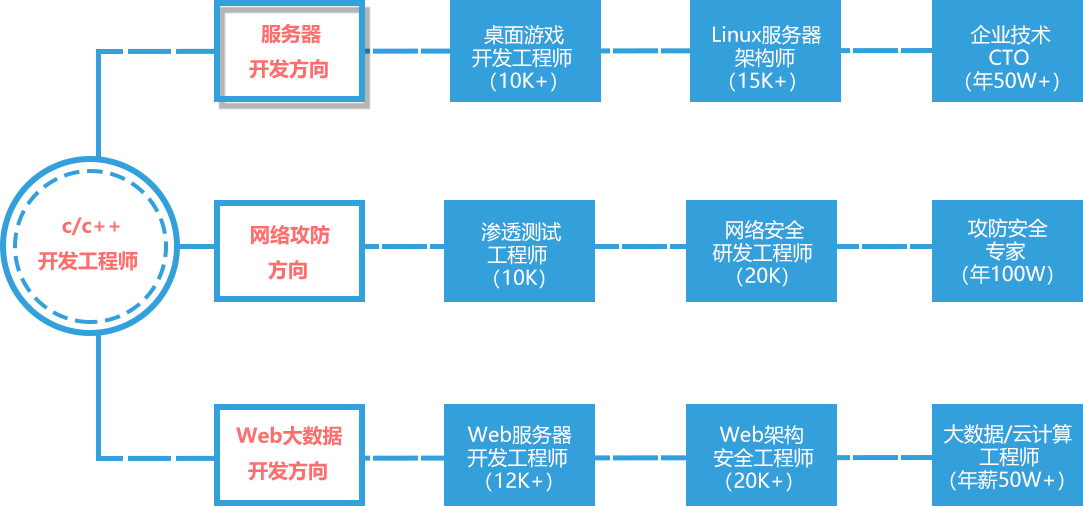 服务器
开发方向
桌面游戏
开发工程师
（10K+）
Linux服务器
架构师
（15K+）
企业技术
CTO
（年50W+）
c/c++
开发工程师
网络攻防
方向
渗透测试
工程师
（10K）
网络安全
研发工程师
（20K）
攻防安全
专家
（年100W）
Web大数据
开发方向
Web服务器
开发工程师
（12K+）
Web架构
安全工程师
（20K+）
大数据/云计算
工程师
（年薪50W+）